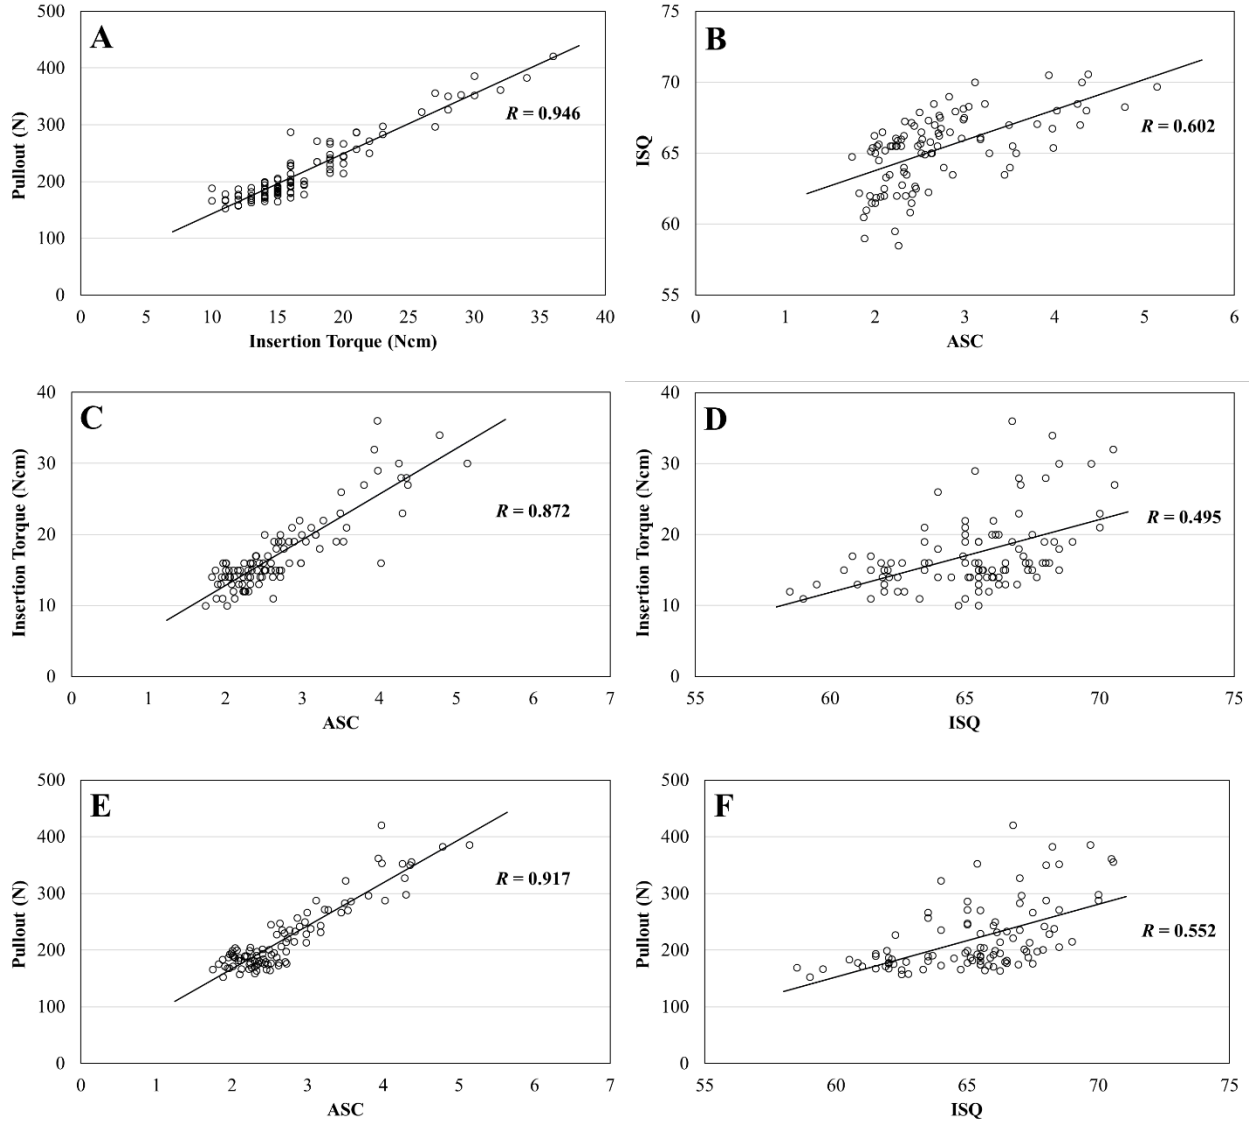 A
500
400
300
200
100
0
Pullout (N)
R = 0.946
0 5 10 15 20 25 30 35 40
Insertion Torque (Ncm)
B
75
70
65
60
55
ISQ
R = 0.602
0 1 2 3 4 5 6
ASC
C
40
30
20
10
0
Insertion Torque (Ncm)
R = 0.872
0 1 2 3 4 5 6 7
ASC
D
40
30
20
10
0
Insertion Torque (Ncm)
R = 0.495
55 60 65 70 75
ISQ
E
500
400
300
200
100
0
Pullout (N)
R = 0.917
0 1 2 3 4 5 6 7
ASC
F
500
400
300
200
100
0
Pullout (N)
R = 0.552
55 60 65 70 75
ISQ